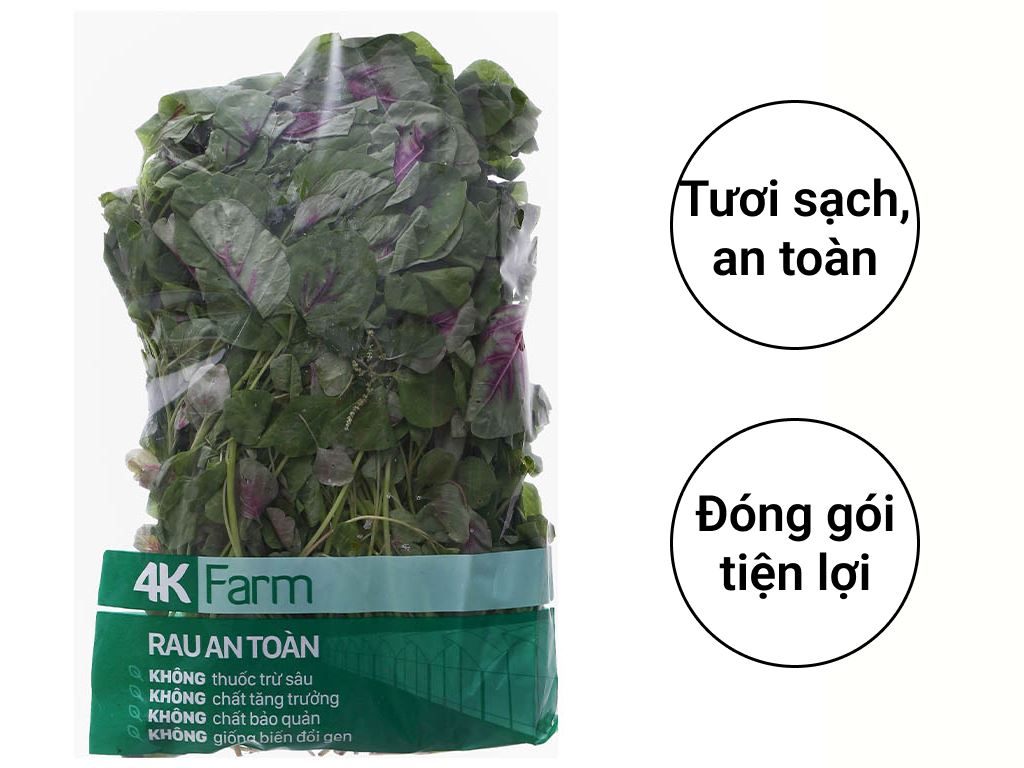 4K Farm
RAU AN TOÀN
KHÔNG thuốc trừ sâu
KHÔNG chất tăng trưởng
KHÔNG chất bảo quản
KHÔNG giống biến đổi gen
Tươi sạch,
an toàn
Đóng gói
tiện lợi